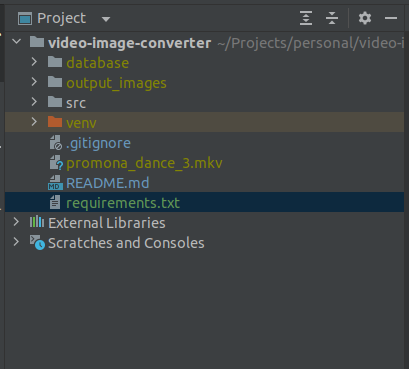 Project
video-image-converter ~/Projects/personal/video-i
database
output_images
src
venv
.gitignore
promona_dance_3.mkv
README.md
requirements.txt
External Libraries
Scratches and Consoles